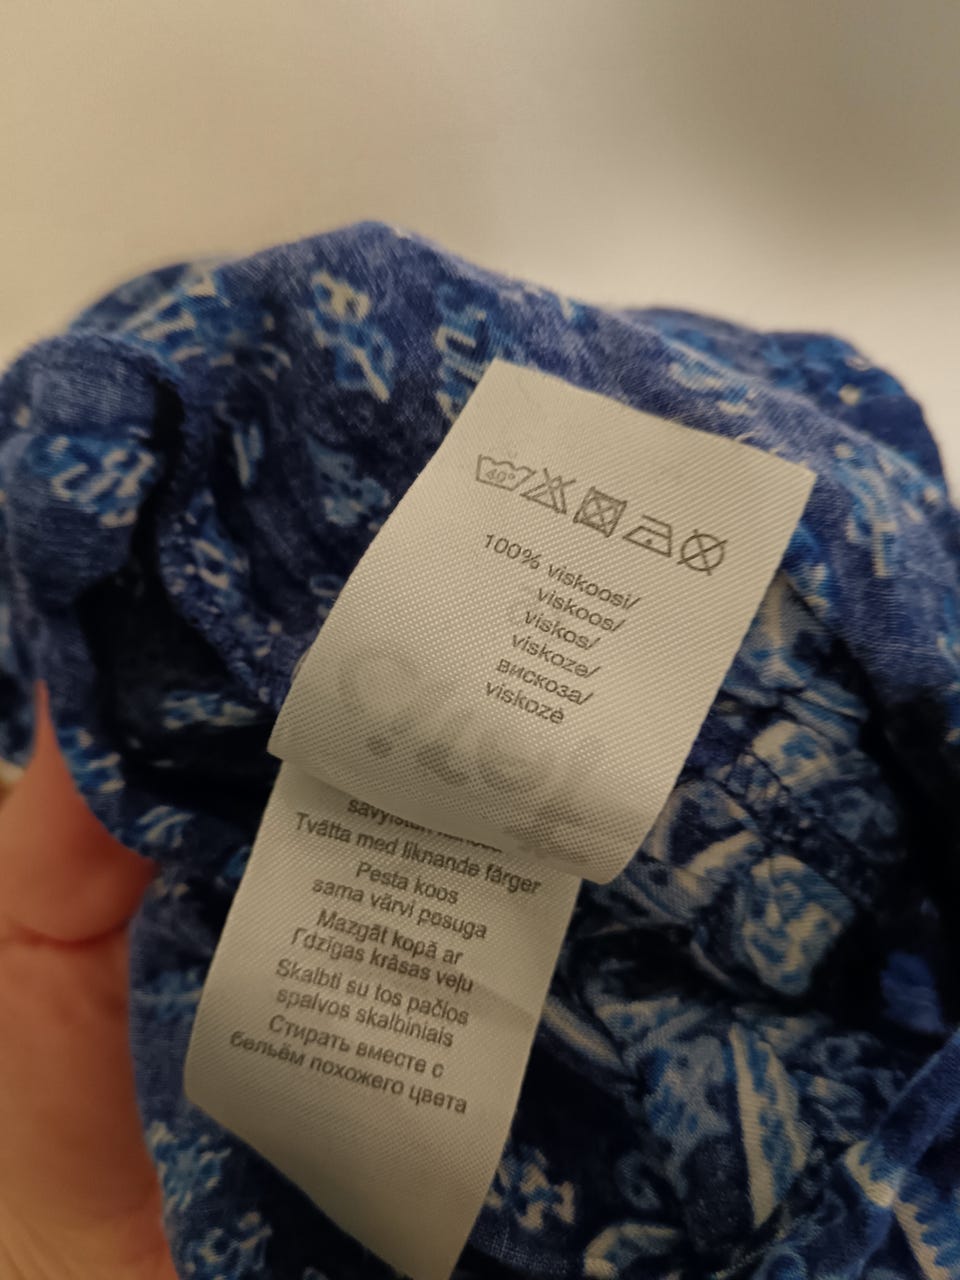 40°
100% viskoosi/
viskoos/
viskos/
viskoze/
вискоза/
viskozė
Tvätta med liknande färger
Pesta koos
sama värvi pesuga
Mazgāt kopā ar
līdzīgas krāsas veļu
Skalbti su tos pačios
spalvos skalbiniais
Стирать вместе с
бельём похожего цвета